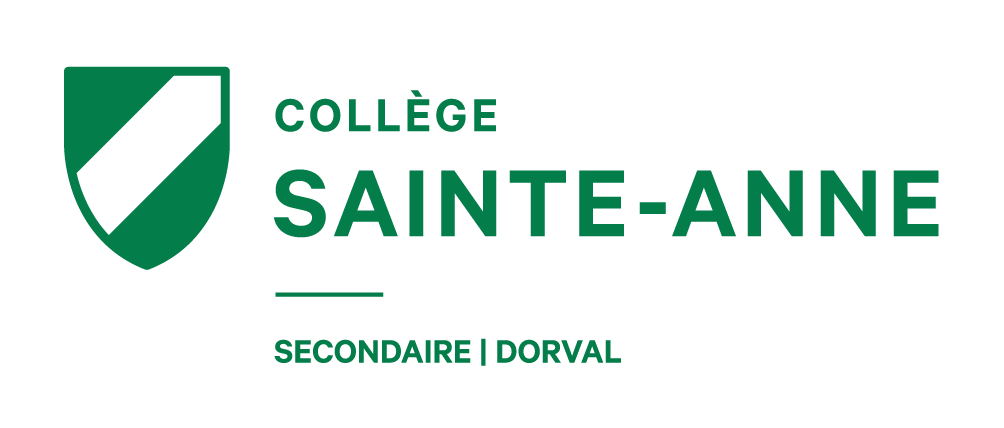 COLLÈGE
SAINTE-ANNE
SECONDAIRE | DORVAL